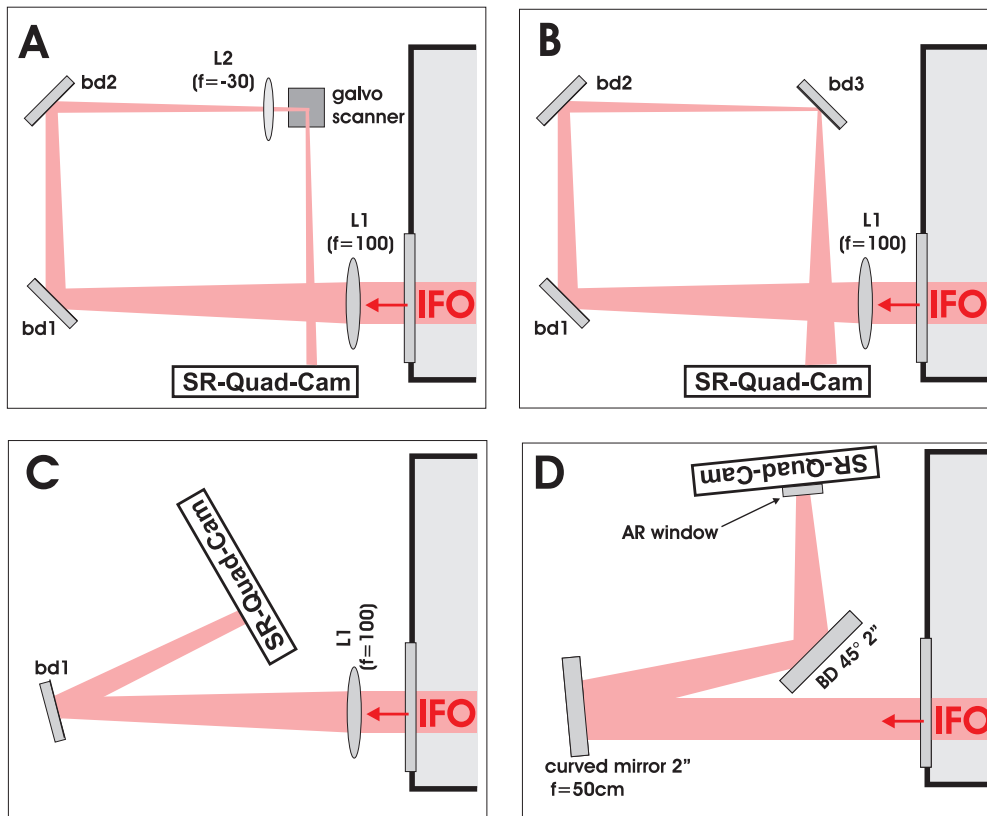 A
L2
(f=-30)
bd2
galvo
scanner
L1
(f=100)
IFO
bd1
SR-Quad-Cam
B
bd2
bd3
L1
(f=100)
IFO
bd1
SR-Quad-Cam
C
SR-Quad-Cam
L1
(f=100)
bd1
IFO
D
SR-Quad-Cam
AR window
BD 45° 2”
IFO
curved mirror 2”
f=50cm